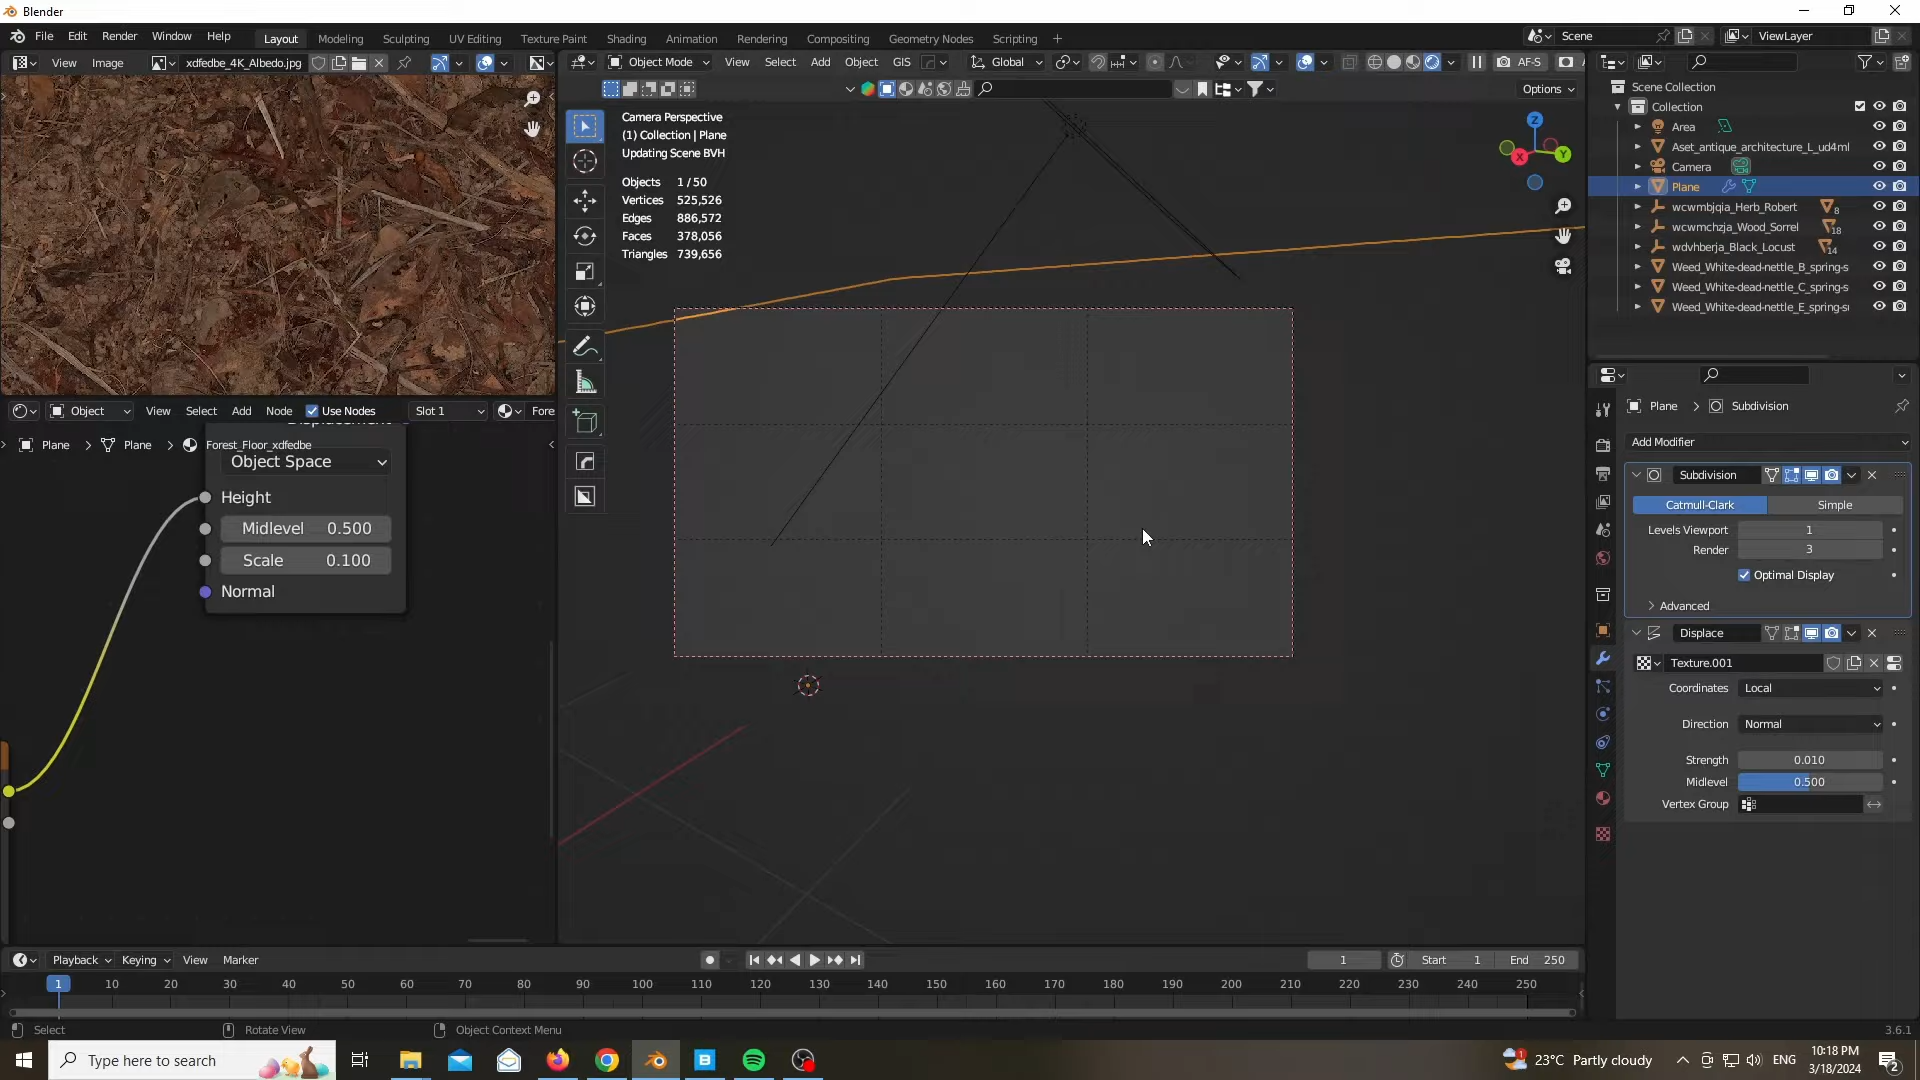 Blender
File Edit Render Window Help
Layout Modeling Sculpting UV Editing Texture Paint Shading Animation Rendering Compositing Geometry Nodes Scripting +
Scene ViewLayer
View Image xdfedbe_4K_Albedo.jpg
Object Mode View Select Add Object GIS Global AF-S
Options
Camera Perspective
(1) Collection | Plane
Updating Scene BVH
Objects 1 / 50
Vertices 525,526
Edges 886,572
Faces 378,056
Triangles 739,656
Z
X
Y
Scene Collection
Collection
Area
Aset_antique_architecture_L_ud4ml
Camera
Plane
wcwmbjqia_Herb_Robert 8
wcwmchzja_Wood_Sorrel 18
wdvhberja_Black_Locust 14
Weed_White-dead-nettle_B_spring-s
Weed_White-dead-nettle_C_spring-s
Weed_White-dead-nettle_E_spring-s
Object View Select Add Node Use Nodes Slot 1 Fore
Plane Plane Forest_Floor_xdfedbe
Object Space
Height
Midlevel 0.500
Scale 0.100
Normal
Plane Subdivision
Add Modifier
Subdivision
Catmull-Clark Simple
Levels Viewport 1
Render 3
Optimal Display
Advanced
Displace
Texture.001
Coordinates Local
Direction Normal
Strength 0.010
Midlevel 0.500
Vertex Group
Playback Keying View Marker 1 Start 1 End 250
1 10 20 30 40 50 60 70 80 90 100 110 120 130 140 150 160 170 180 190 200 210 220 230 240 250
Select Rotate View Object Context Menu 3.6.1
Type here to search
23°C Partly cloudy ENG
10:18 PM
3/18/2024
2